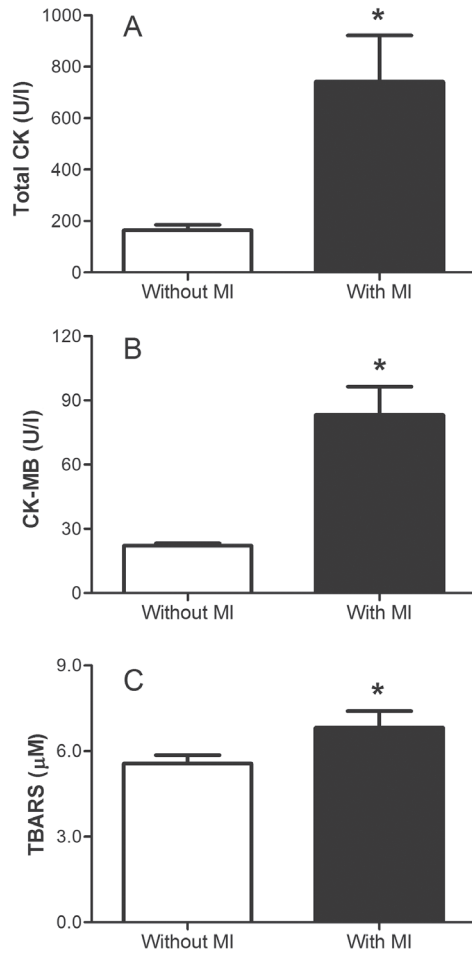 A
*
Total CK (U/I)
1000
800
600
400
200
0
Without MI
With MI
B
*
CK-MB (U/I)
120
90
60
30
0
Without MI
With MI
C
*
TBARS (μM)
9.0
6.0
3.0
0.0
Without MI
With MI